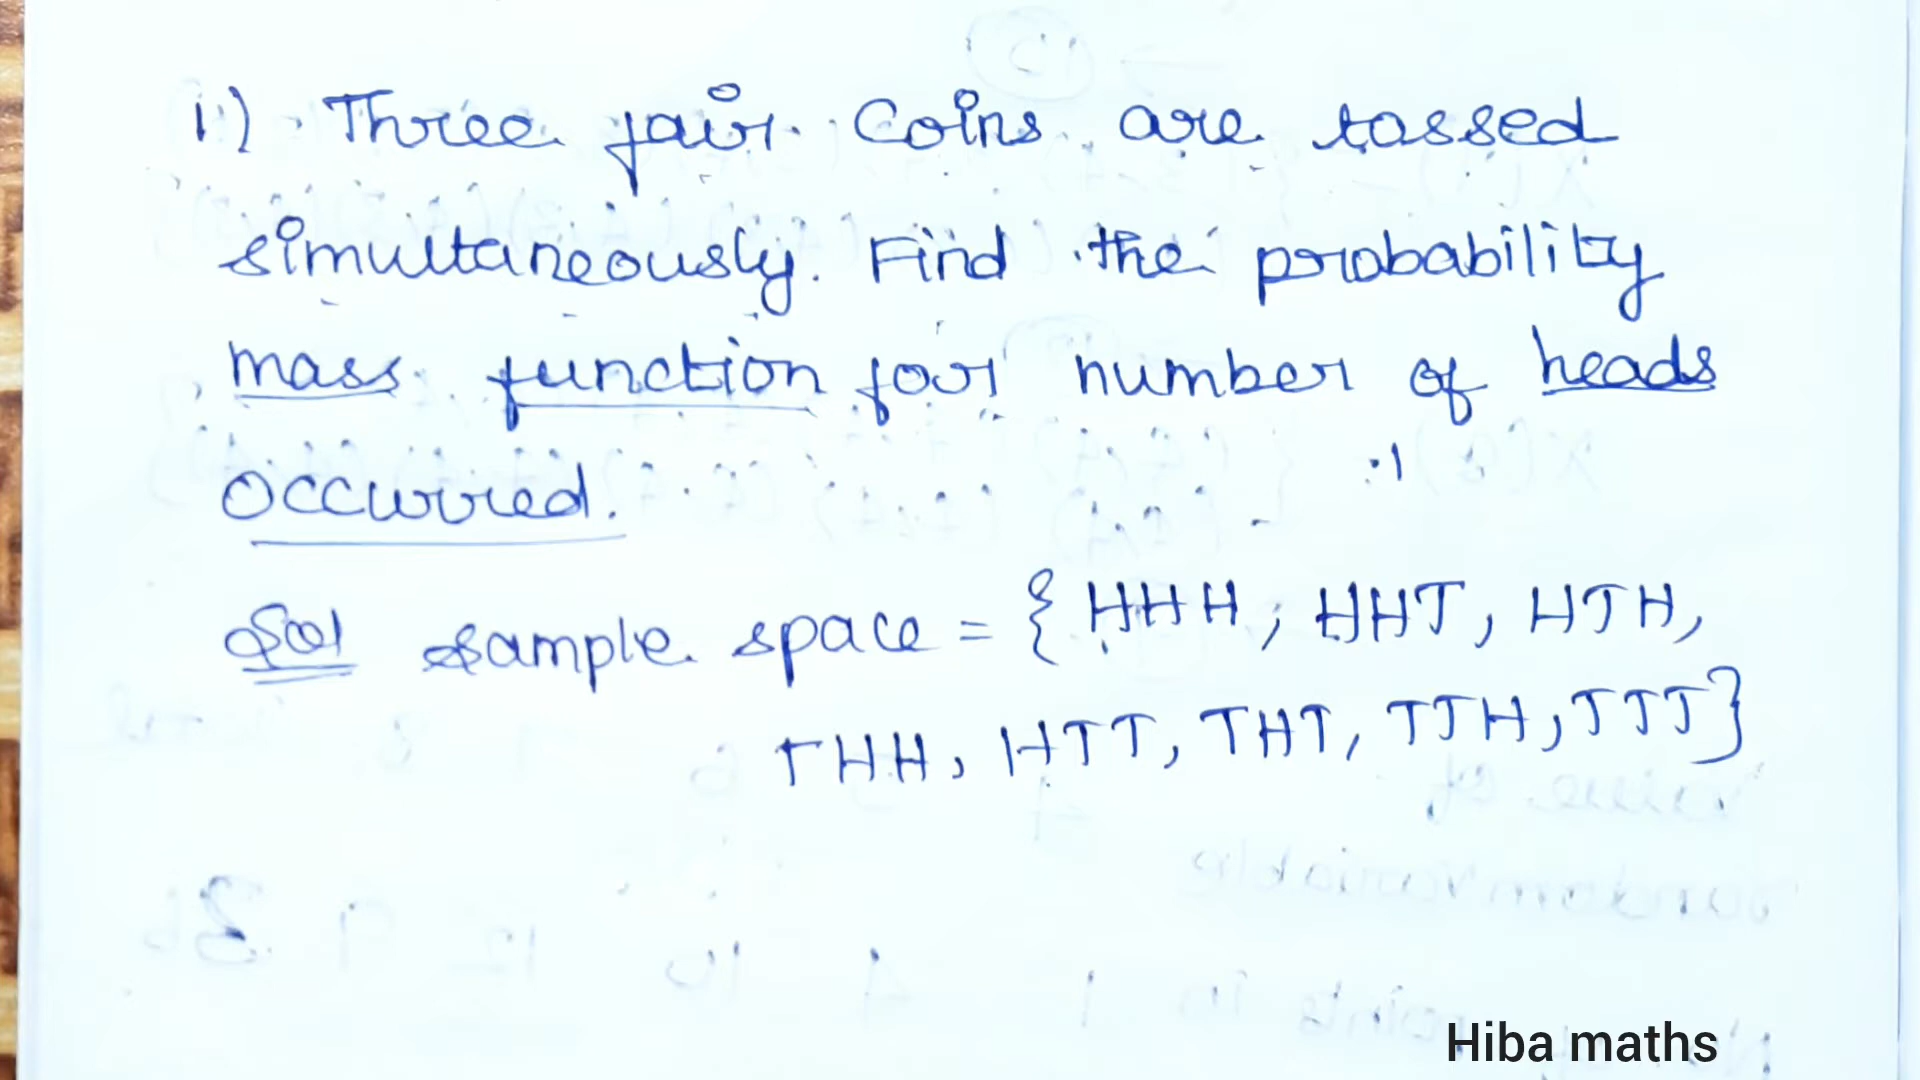 1) Three fair Coins are tossed
simultaneously. Find the probability
mass function for number of heads
occurred.
Sol Sample space = { HHH, HHT, HTH,
THH, HTT, THT, TTH, TTT}
Hiba maths